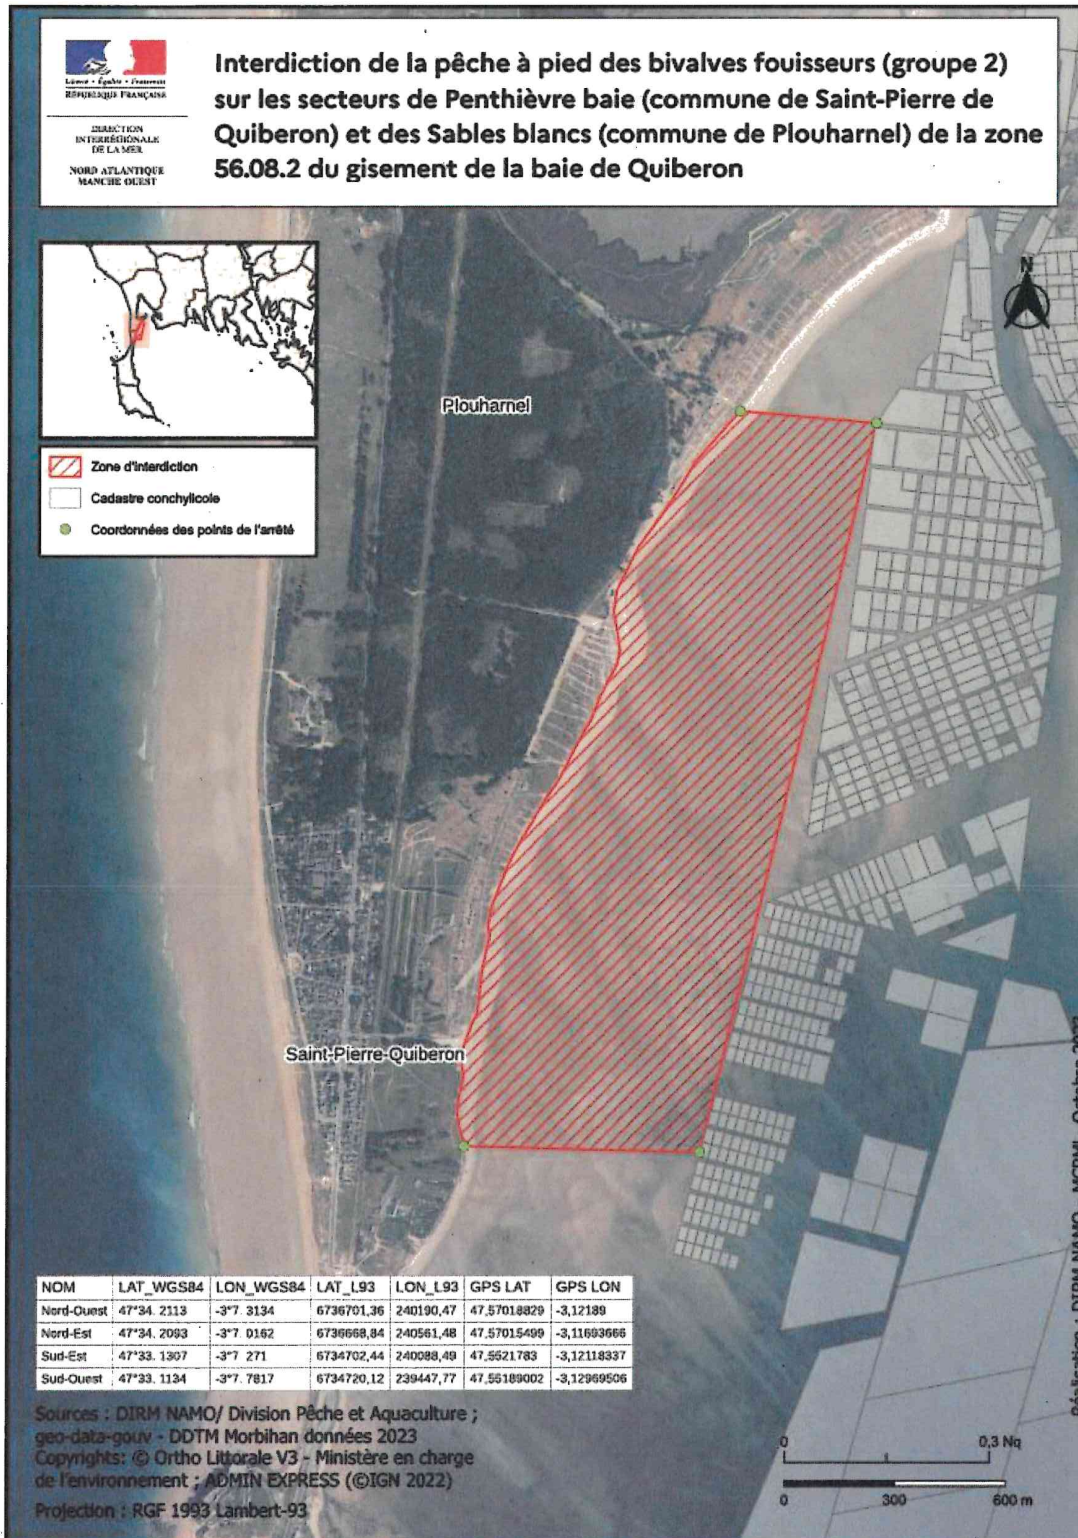 Interdiction de la pêche à pied des bivalves fouisseurs (groupe 2)
sur les secteurs de Penthièvre baie (commune de Saint-Pierre de
Quiberon) et des Sables blancs (commune de Plouharnel) de la zone
56.08.2 du gisement de la baie de Quiberon
Liberté • Égalité • Fraternité
RÉPUBLIQUE FRANÇAISE
DIRECTION
INTERRÉGIONALE
DE LA MER
NORD ATLANTIQUE
MANCHE OUEST
N
Plouharnel
Zone d'interdiction
Cadastre conchylicole
Coordonnées des points de l'arrêté
Saint-Pierre-Quiberon
NOM LAT_WGS84 LON_WGS84 LAT_L93 LON_L93 GPS LAT GPS LON
Nord-Ouest 47°34. 2113 -3°7. 3134 6736701,36 240190,47 47,57018829 -3,12189
Nord-Est 47°34. 2093 -3°7. 0162 6736668,84 240561,48 47,57015499 -3,11693666
Sud-Est 47°33. 1307 -3°7 271 6734702,44 240088,49 47,5521783 -3,12118337
Sud-Ouest 47°33. 1134 -3°7. 7817 6734720,12 239447,77 47,55189002 -3,12969506
Sources : DIRM NAMO/ Division Pêche et Aquaculture ;
geo-data-gouv - DDTM Morbihan données 2023
Copyrights: © Ortho Littorale V3 - Ministère en charge
de l'environnement ; ADMIN EXPRESS (©IGN 2022)
Projection : RGF 1993 Lambert-93
0 0,3 Nq
0 300 600 m
Réalisation : DIRM NAMO - MCPML Octobre